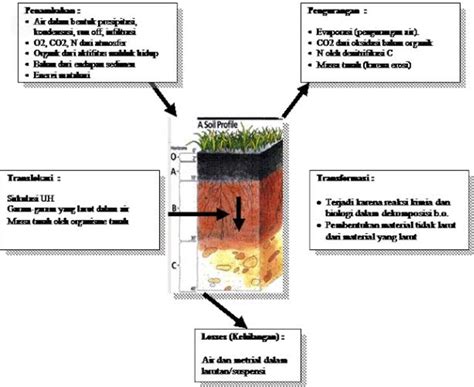 Penambahan :
• Air dalam bentuk presipitasi,
kondensasi, run off, infiltrasi
• O2, CO2, N dari atmosfer
• Organik dari aktifitas makluk hidup
• Bahan dari endapan sedimen
• Energi matahari
Pengurangan :
• Evaporasi (pengurangan air).
• CO2 dari oksidasi bahan organik
• N oleh denitrifikasi C
• Massa tanah (karena erosi)
A Soil Profile
Horizons
O
A
B
C
Translokasi :
Sirkulasi UH
Garam-garam yang larut dalam air
Massa tanah oleh organisme tanah
Transformasi :
• Terjadi karena reaksi kimia dan
biologi dalam dekomposisi b.o.
• Pembentukan material tidak larut
dari material yang larut
Losses (Kehilangan) :
Air dan metrial dalam
larutan/suspensi